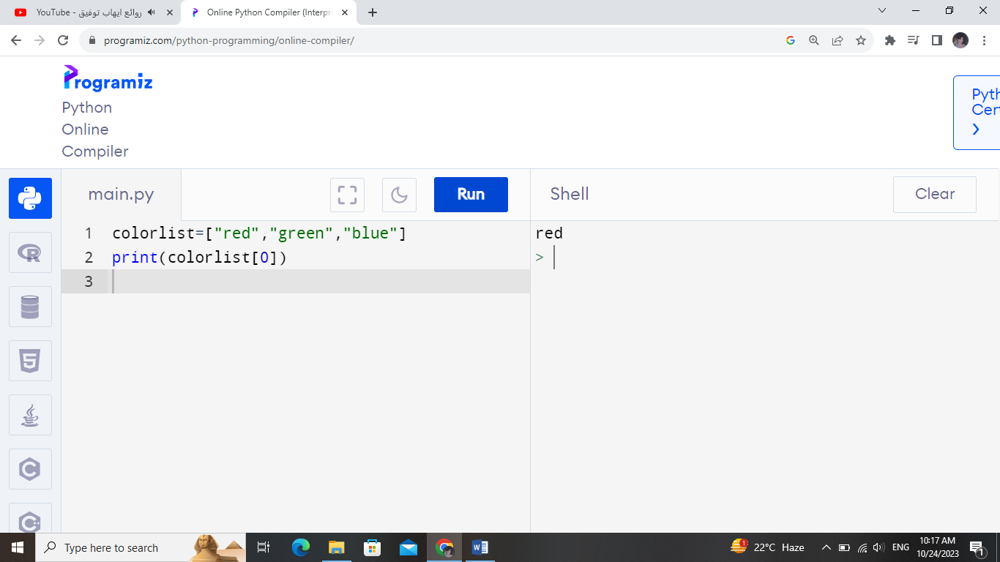 YouTube - روائع ايهاب توفيق
Online Python Compiler (Interpr
programiz.com/python-programming/online-compiler/
Programiz
Python
Online
Compiler
Pyth
Cert
main.py
Run
Shell
Clear
1 colorlist=["red","green","blue"]
2 print(colorlist[0])
3
red
>
Type here to search
1
22°C Haze
ENG
10:17 AM
10/24/2023
1